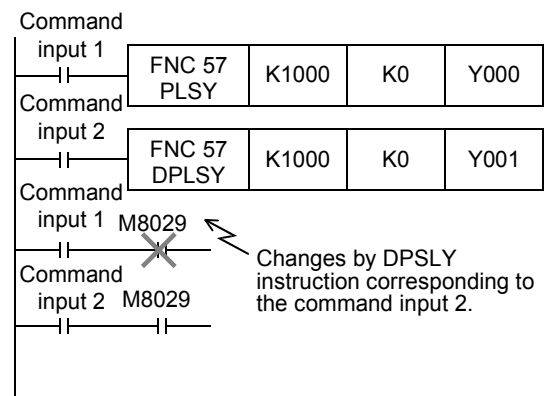 Command
input 1
FNC 57
PLSY
K1000
K0
Y000
Command
input 2
FNC 57
DPLSY
K1000
K0
Y001
Command
input 1
M8029
Changes by DPSLY
instruction corresponding to
the command input 2.
Command
input 2
M8029